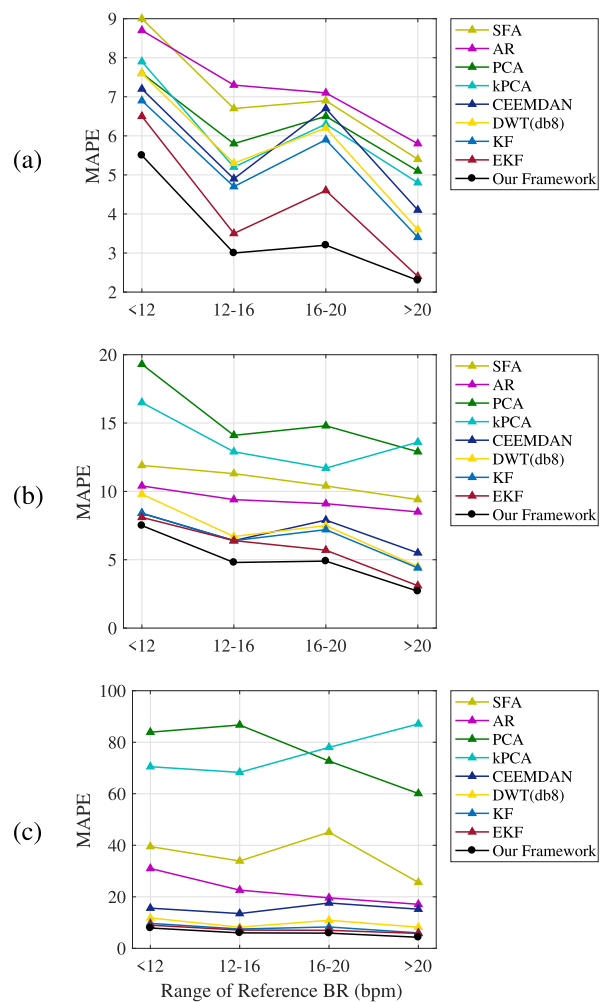 (a)
MAPE
9
8
7
6
5
4
3
2
<12
12-16
16-20
>20
SFA
AR
PCA
kPCA
CEEMDAN
DWT(db8)
KF
EKF
Our Framework
(b)
MAPE
20
15
10
5
0
<12
12-16
16-20
>20
SFA
AR
PCA
kPCA
CEEMDAN
DWT(db8)
KF
EKF
Our Framework
(c)
MAPE
100
80
60
40
20
0
<12
12-16
16-20
>20
Range of Reference BR (bpm)
SFA
AR
PCA
kPCA
CEEMDAN
DWT(db8)
KF
EKF
Our Framework